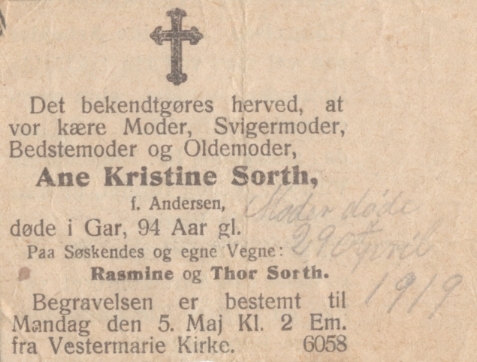 Det bekendtgøres herved, at
vor kære Moder, Svigermoder,
Bedstemoder og Oldemoder,
Ane Kristine Sorth,
f. Andersen,
døde i Gar, 94 Aar gl.
Moder døde
29 April
1919
Paa Søskendes og egne Vegne:
Rasmine og Thor Sorth.
Begravelsen er bestemt til
Mandag den 5. Maj Kl. 2 Em.
fra Vestermarie Kirke. 6058